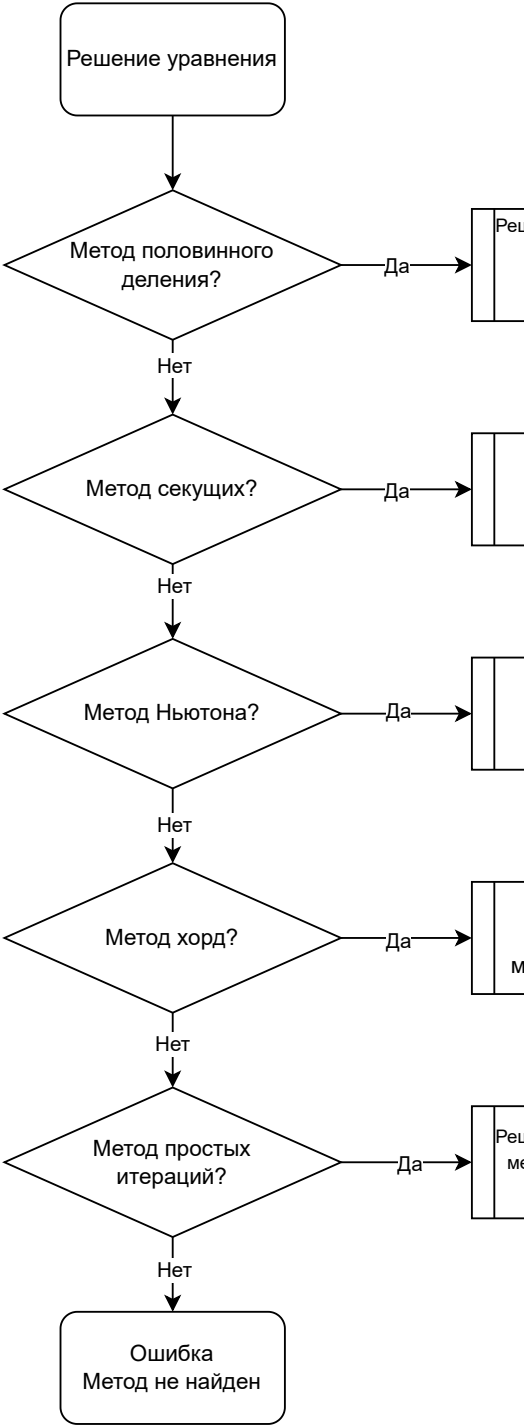 Решение уравнения
Метод половинного
деления?
Да
Нет
Метод секущих?
Да
Нет
Метод Ньютона?
Да
Нет
Метод хорд?
Да
Нет
Метод простых
итераций?
Да
Нет
Ошибка
Метод не найден